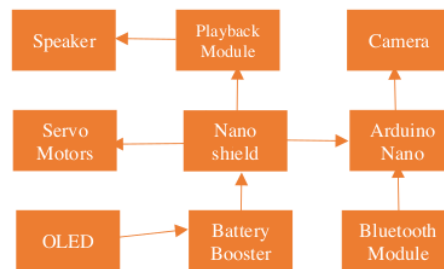 Speaker
Playback
Module
Camera
Servo
Motors
Nano
shield
Arduino
Nano
OLED
Battery
Booster
Bluetooth
Module